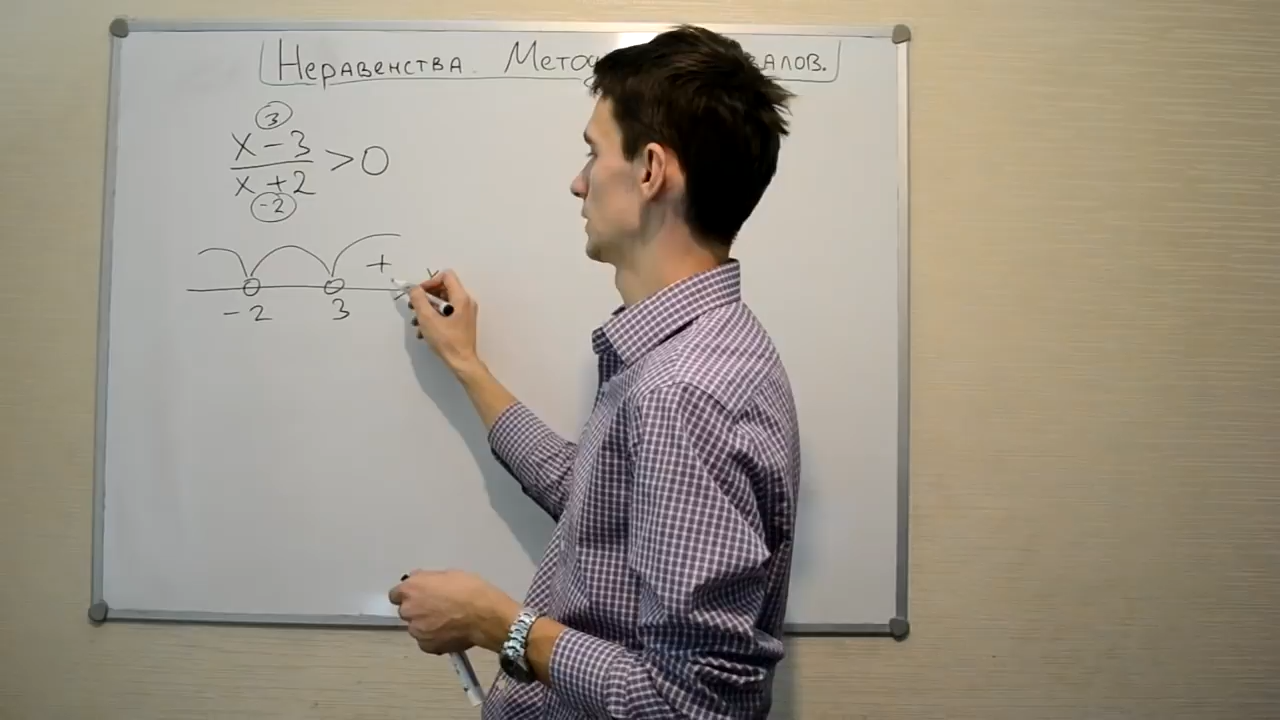 Неравенства. Метод
3
x - 3
x + 2
> 0
-2
+
x
-2 3